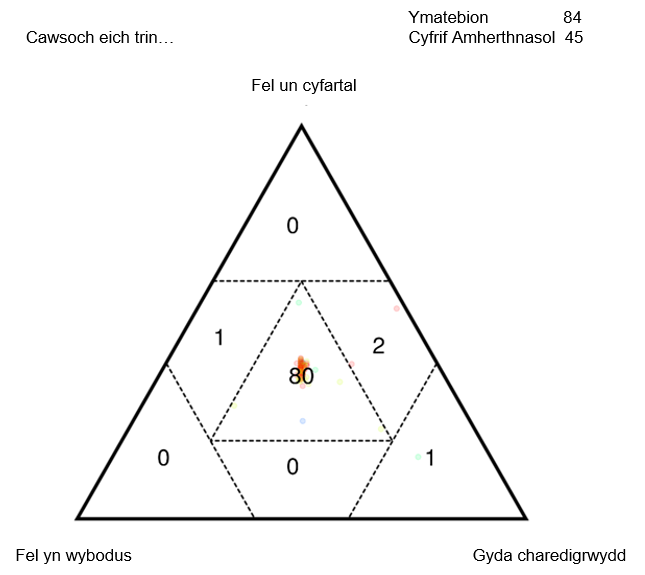 Ymatebion 84
Cawsoch eich trin… Cyfrif Amherthnasol 45
Fel un cyfartal
0
1
2
80
0
0
1
Fel yn wybodus
Gyda charedigrwydd